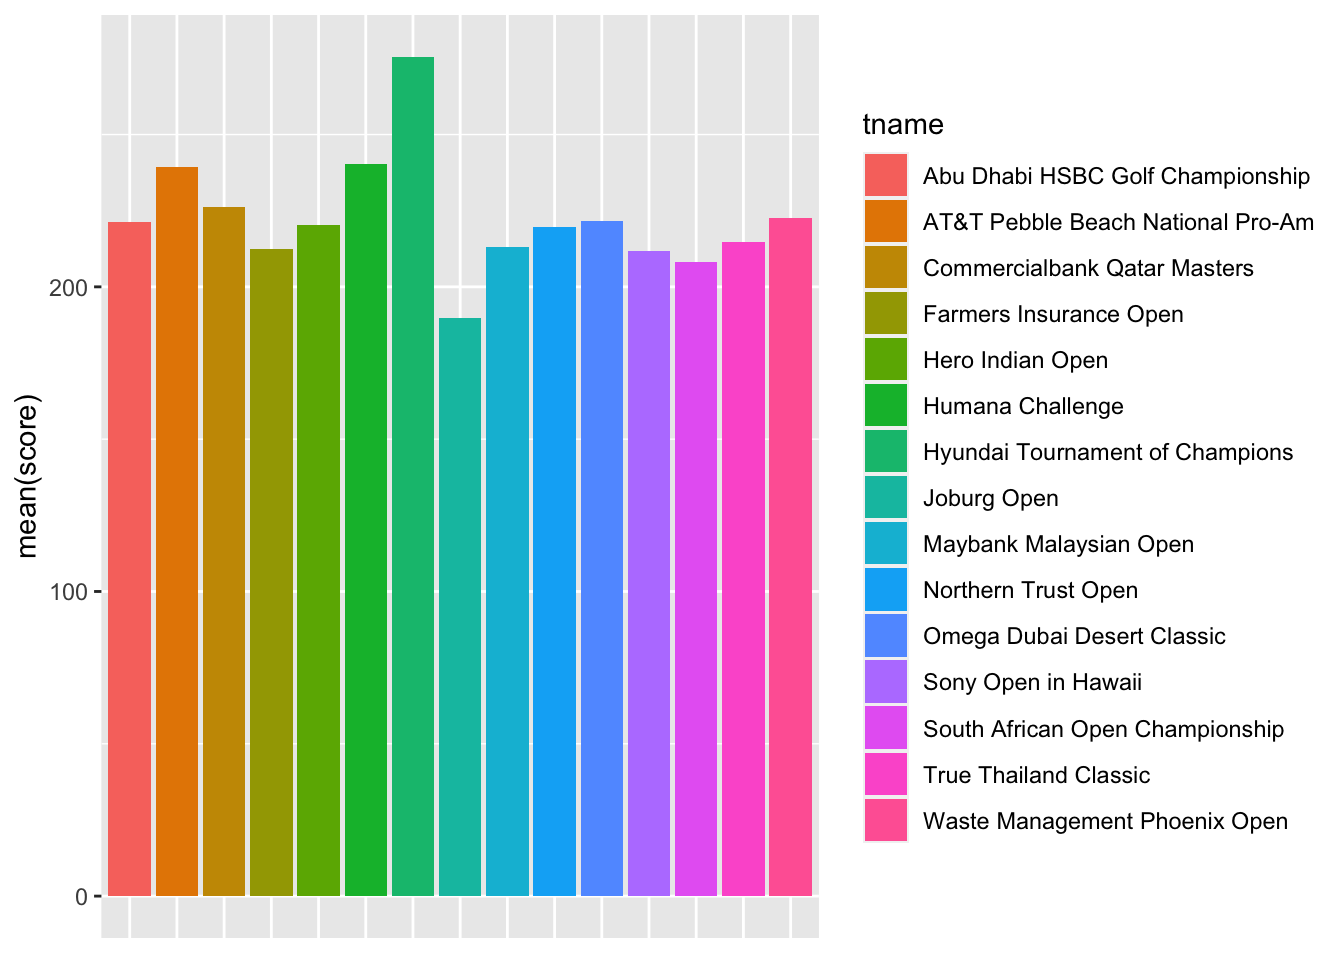 mean(score)
200
100
0
tname
Abu Dhabi HSBC Golf Championship
AT&T Pebble Beach National Pro-Am
Commercialbank Qatar Masters
Farmers Insurance Open
Hero Indian Open
Humana Challenge
Hyundai Tournament of Champions
Joburg Open
Maybank Malaysian Open
Northern Trust Open
Omega Dubai Desert Classic
Sony Open in Hawaii
South African Open Championship
True Thailand Classic
Waste Management Phoenix Open